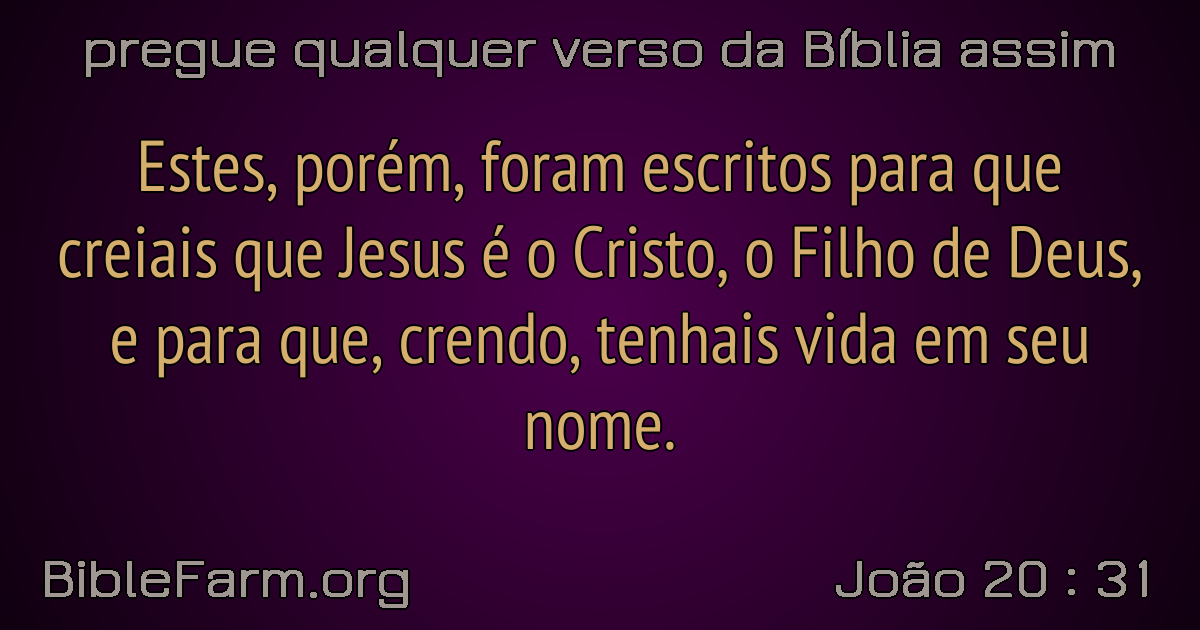 pregue qualquer verso da Bíblia assim
Estes, porém, foram escritos para que
creiais que Jesus é o Cristo, o Filho de Deus,
e para que, crendo, tenhais vida em seu
nome.
BibleFarm.org
João 20 : 31